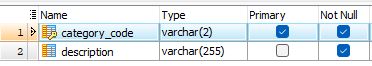 Name Type Primary Not Null
1 category_code varchar(2)
2 description varchar(255)